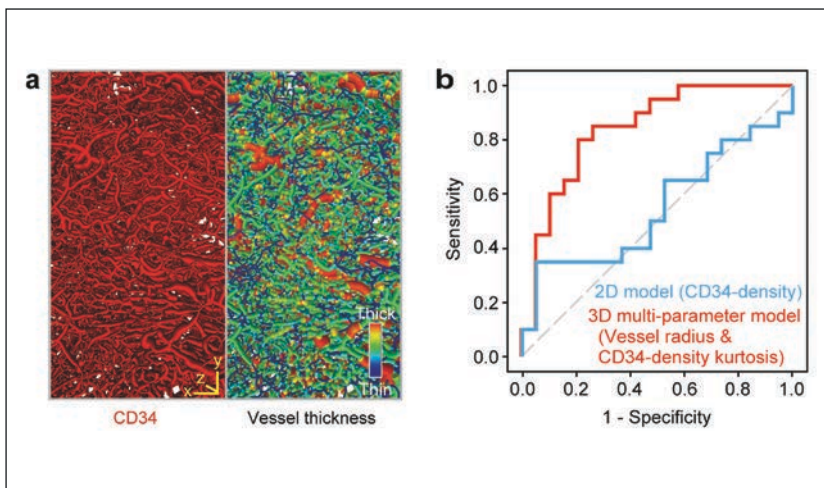 a
Thick
Thin
y
z
x
CD34
Vessel thickness
b
1.0
0.8
0.6
0.4
0.2
0.0
Sensitivity
2D model (CD34-density)
3D multi-parameter model
(Vessel radius &
CD34-density kurtosis)
0.0 0.2 0.4 0.6 0.8 1.0
1 - Specificity